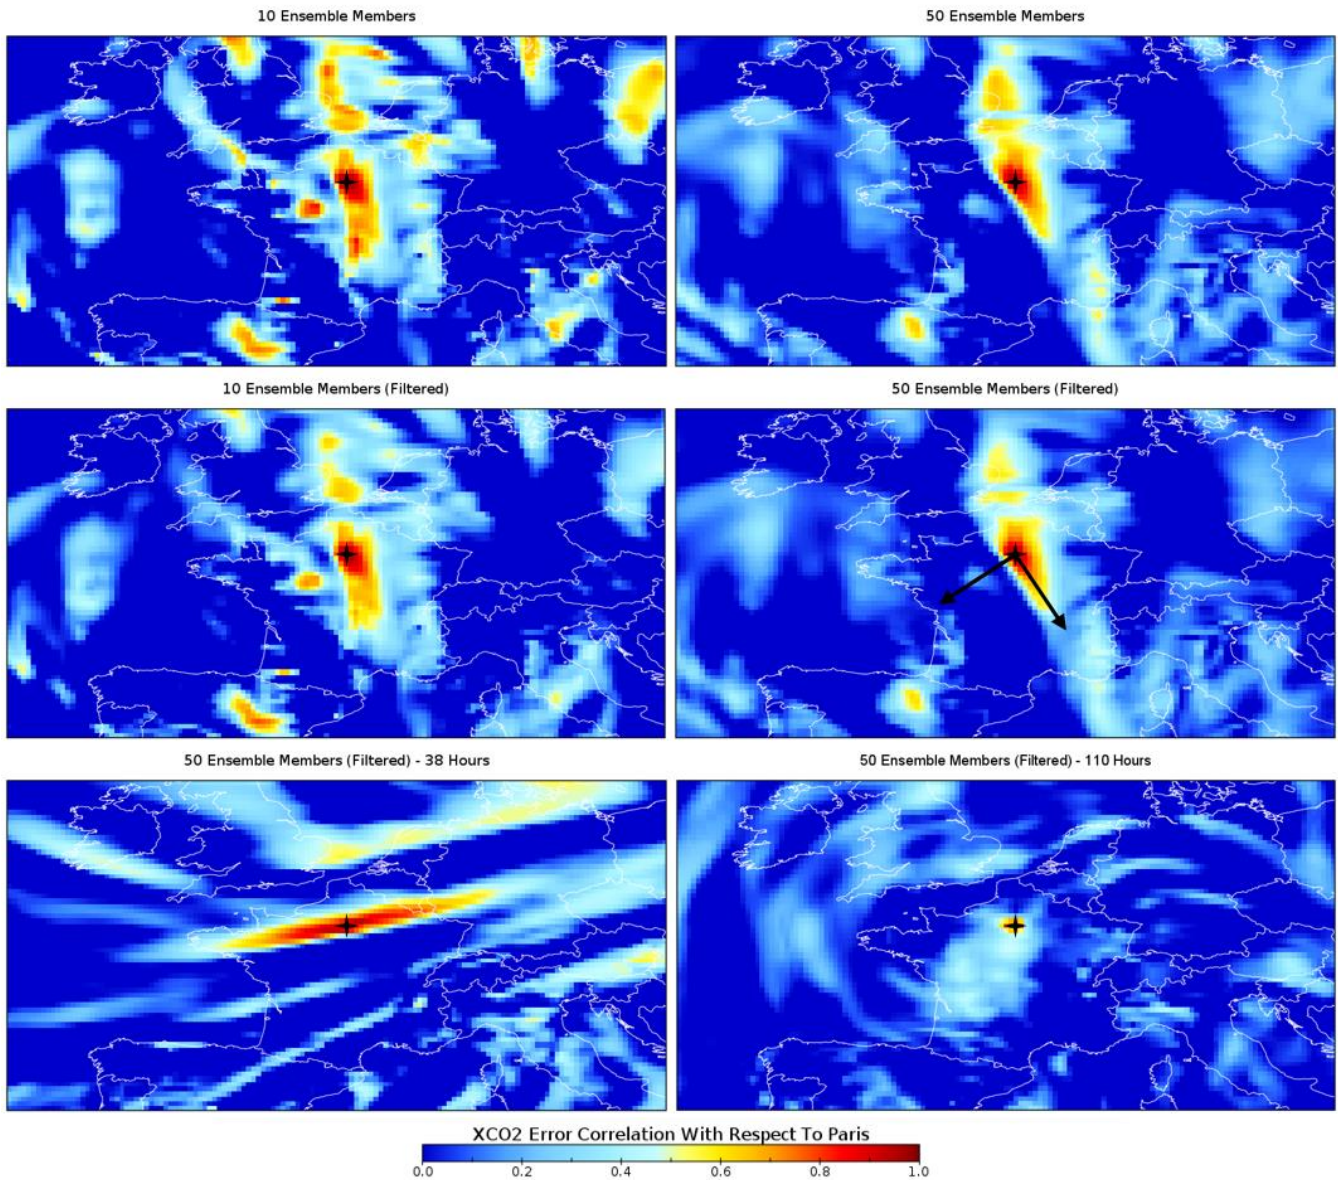 10 Ensemble Members
50 Ensemble Members
10 Ensemble Members (Filtered)
50 Ensemble Members (Filtered)
50 Ensemble Members (Filtered) - 38 Hours
50 Ensemble Members (Filtered) - 110 Hours
XCO2 Error Correlation With Respect To Paris
0.0 0.2 0.4 0.6 0.8 1.0